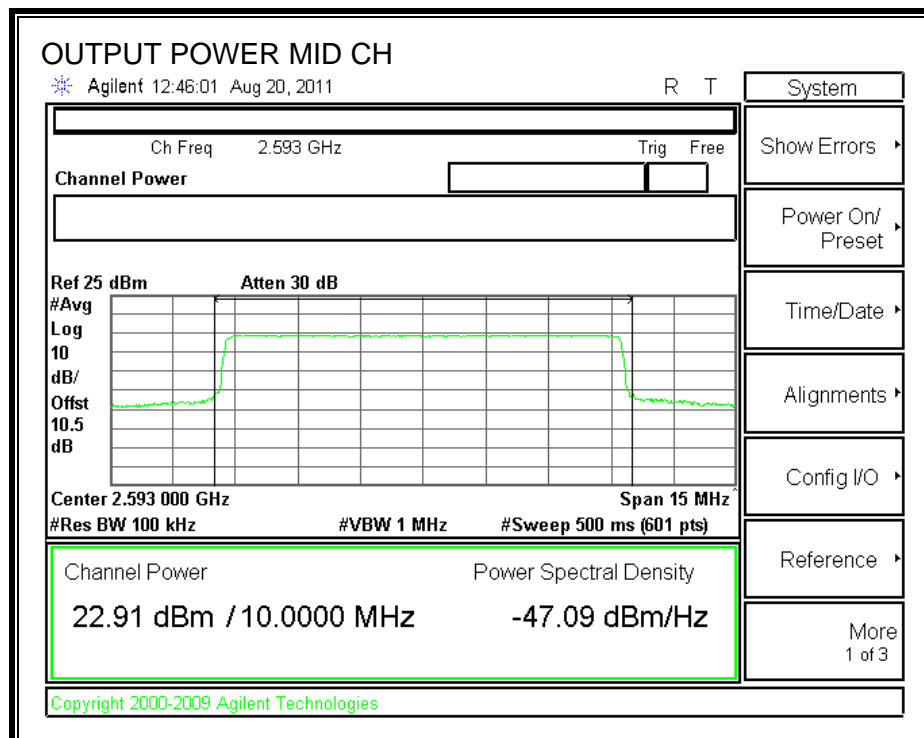 OUTPUT POWER MID CH
Agilent 12:46:01 Aug 20, 2011 R T
System
Ch Freq 2.593 GHz Trig Free
Show Errors
Channel Power
Power On/
Preset
Ref 25 dBm Atten 30 dB
#Avg
Log
10
dB/
Offst
10.5
dB
Time/Date
Alignments
Config I/O
Center 2.593 000 GHz Span 15 MHz
#Res BW 100 kHz #VBW 1 MHz #Sweep 500 ms (601 pts)
Reference
Channel Power Power Spectral Density
22.91 dBm / 10.0000 MHz -47.09 dBm/Hz
More
1 of 3
Copyright 2000-2009 Agilent Technologies